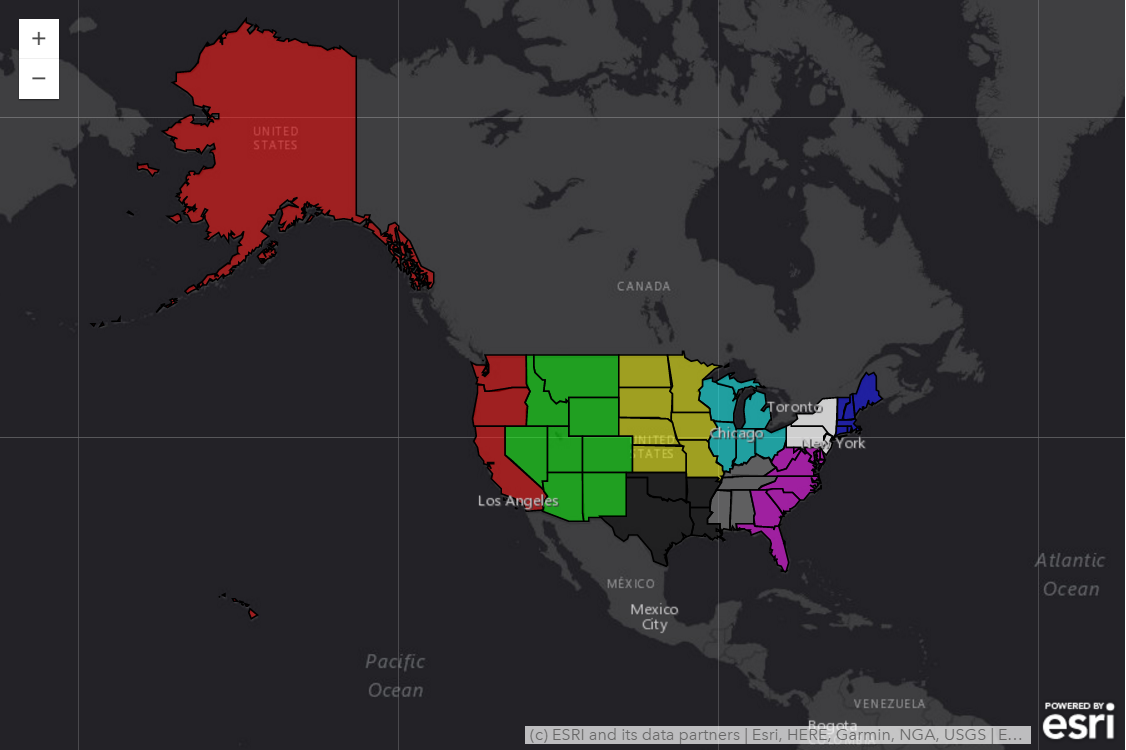 +
−
UNITED
STATES
CANADA
Toronto
Chicago
New York
UNITED
STATES
Los Angeles
Atlantic
Ocean
MÉXICO
Mexico
City
Pacific
Ocean
VENEZUELA
Bogota
POWERED BY
esri
(c) ESRI and its data partners | Esri, HERE, Garmin, NGA, USGS | E...